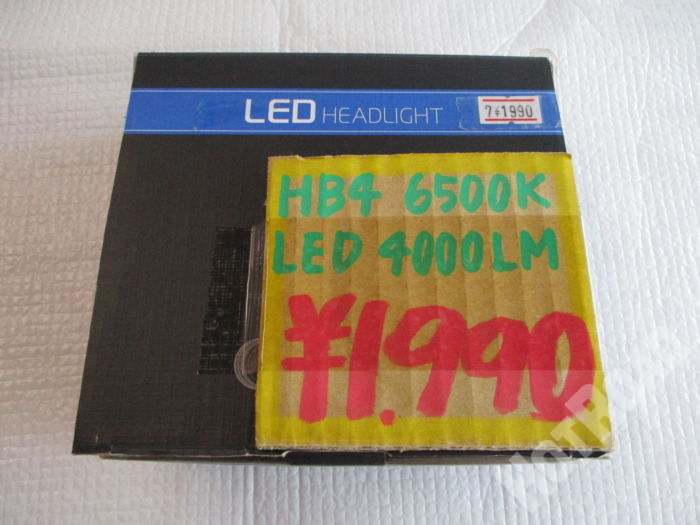 LED HEADLIGHT
7¥1990
HB4 6500K
LED 4000LM
¥1.990